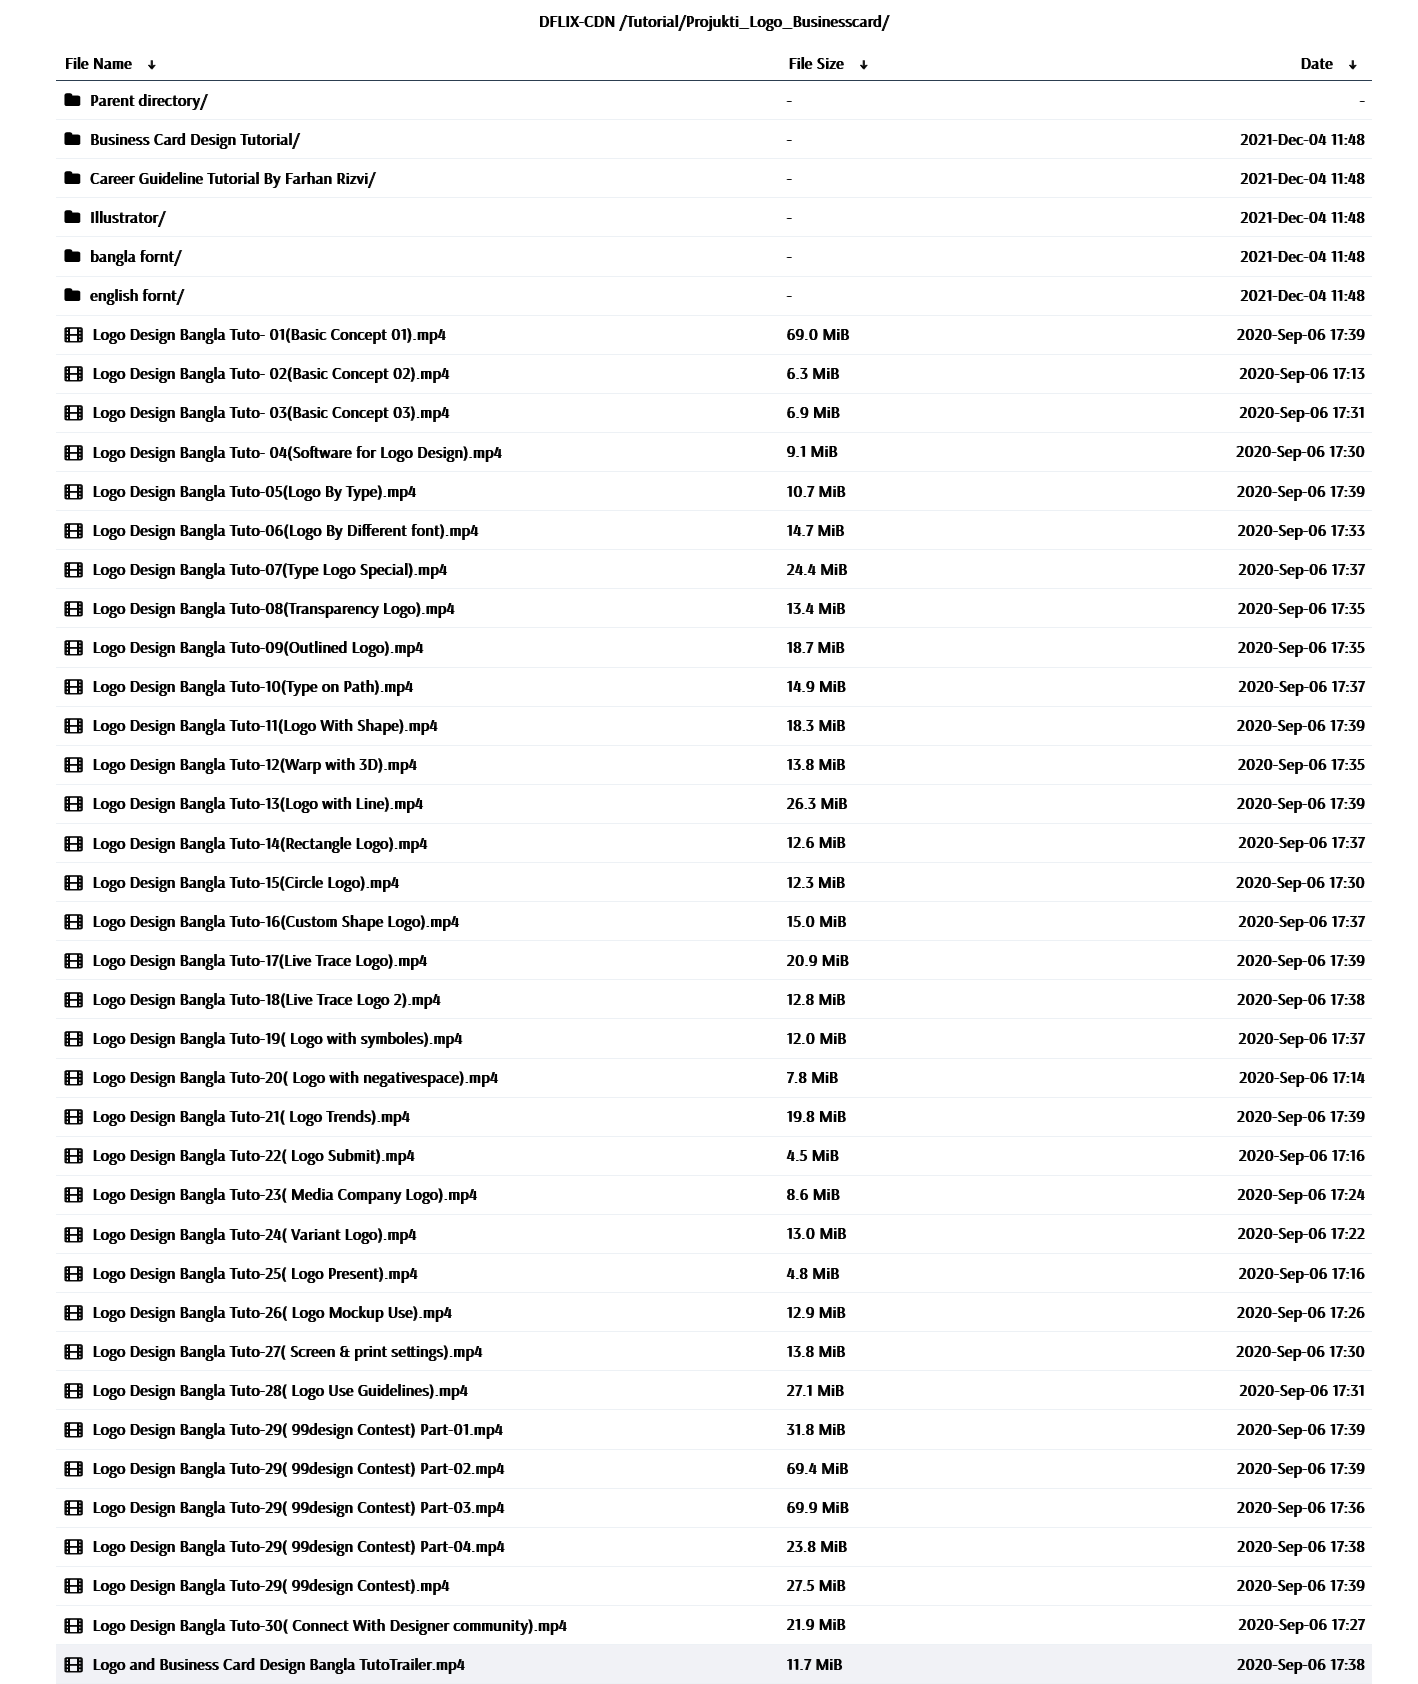 DFLIX-CDN /Tutorial/Projukti_Logo_Businesscard/
File Name ↓ File Size ↓ Date ↓
Parent directory/ - -
Business Card Design Tutorial/ - 2021-Dec-04 11:48
Career Guideline Tutorial By Farhan Rizvi/ - 2021-Dec-04 11:48
Illustrator/ - 2021-Dec-04 11:48
bangla fornt/ - 2021-Dec-04 11:48
english fornt/ - 2021-Dec-04 11:48
Logo Design Bangla Tuto- 01(Basic Concept 01).mp4 69.0 MiB 2020-Sep-06 17:39
Logo Design Bangla Tuto- 02(Basic Concept 02).mp4 6.3 MiB 2020-Sep-06 17:13
Logo Design Bangla Tuto- 03(Basic Concept 03).mp4 6.9 MiB 2020-Sep-06 17:31
Logo Design Bangla Tuto- 04(Software for Logo Design).mp4 9.1 MiB 2020-Sep-06 17:30
Logo Design Bangla Tuto-05(Logo By Type).mp4 10.7 MiB 2020-Sep-06 17:39
Logo Design Bangla Tuto-06(Logo By Different font).mp4 14.7 MiB 2020-Sep-06 17:33
Logo Design Bangla Tuto-07(Type Logo Special).mp4 24.4 MiB 2020-Sep-06 17:37
Logo Design Bangla Tuto-08(Transparency Logo).mp4 13.4 MiB 2020-Sep-06 17:35
Logo Design Bangla Tuto-09(Outlined Logo).mp4 18.7 MiB 2020-Sep-06 17:35
Logo Design Bangla Tuto-10(Type on Path).mp4 14.9 MiB 2020-Sep-06 17:37
Logo Design Bangla Tuto-11(Logo With Shape).mp4 18.3 MiB 2020-Sep-06 17:39
Logo Design Bangla Tuto-12(Warp with 3D).mp4 13.8 MiB 2020-Sep-06 17:35
Logo Design Bangla Tuto-13(Logo with Line).mp4 26.3 MiB 2020-Sep-06 17:39
Logo Design Bangla Tuto-14(Rectangle Logo).mp4 12.6 MiB 2020-Sep-06 17:37
Logo Design Bangla Tuto-15(Circle Logo).mp4 12.3 MiB 2020-Sep-06 17:30
Logo Design Bangla Tuto-16(Custom Shape Logo).mp4 15.0 MiB 2020-Sep-06 17:37
Logo Design Bangla Tuto-17(Live Trace Logo).mp4 20.9 MiB 2020-Sep-06 17:39
Logo Design Bangla Tuto-18(Live Trace Logo 2).mp4 12.8 MiB 2020-Sep-06 17:38
Logo Design Bangla Tuto-19( Logo with symboles).mp4 12.0 MiB 2020-Sep-06 17:37
Logo Design Bangla Tuto-20( Logo with negativespace).mp4 7.8 MiB 2020-Sep-06 17:14
Logo Design Bangla Tuto-21( Logo Trends).mp4 19.8 MiB 2020-Sep-06 17:39
Logo Design Bangla Tuto-22( Logo Submit).mp4 4.5 MiB 2020-Sep-06 17:16
Logo Design Bangla Tuto-23( Media Company Logo).mp4 8.6 MiB 2020-Sep-06 17:24
Logo Design Bangla Tuto-24( Variant Logo).mp4 13.0 MiB 2020-Sep-06 17:22
Logo Design Bangla Tuto-25( Logo Present).mp4 4.8 MiB 2020-Sep-06 17:16
Logo Design Bangla Tuto-26( Logo Mockup Use).mp4 12.9 MiB 2020-Sep-06 17:26
Logo Design Bangla Tuto-27( Screen & print settings).mp4 13.8 MiB 2020-Sep-06 17:30
Logo Design Bangla Tuto-28( Logo Use Guidelines).mp4 27.1 MiB 2020-Sep-06 17:31
Logo Design Bangla Tuto-29( 99design Contest) Part-01.mp4 31.8 MiB 2020-Sep-06 17:39
Logo Design Bangla Tuto-29( 99design Contest) Part-02.mp4 69.4 MiB 2020-Sep-06 17:39
Logo Design Bangla Tuto-29( 99design Contest) Part-03.mp4 69.9 MiB 2020-Sep-06 17:36
Logo Design Bangla Tuto-29( 99design Contest) Part-04.mp4 23.8 MiB 2020-Sep-06 17:38
Logo Design Bangla Tuto-29( 99design Contest).mp4 27.5 MiB 2020-Sep-06 17:39
Logo Design Bangla Tuto-30( Connect With Designer community).mp4 21.9 MiB 2020-Sep-06 17:27
Logo and Business Card Design Bangla TutoTrailer.mp4 11.7 MiB 2020-Sep-06 17:38